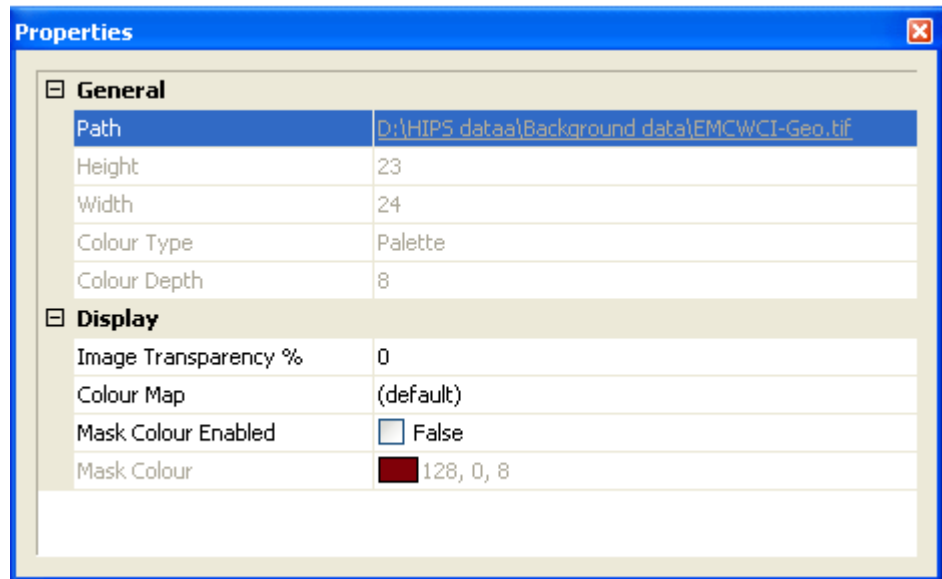 Properties
General
Path D:\HIPS dataa\Background data\EMCWCI-Geo.tif
Height 23
Width 24
Colour Type Palette
Colour Depth 8
Display
Image Transparency % 0
Colour Map (default)
Mask Colour Enabled False
Mask Colour 128, 0, 8